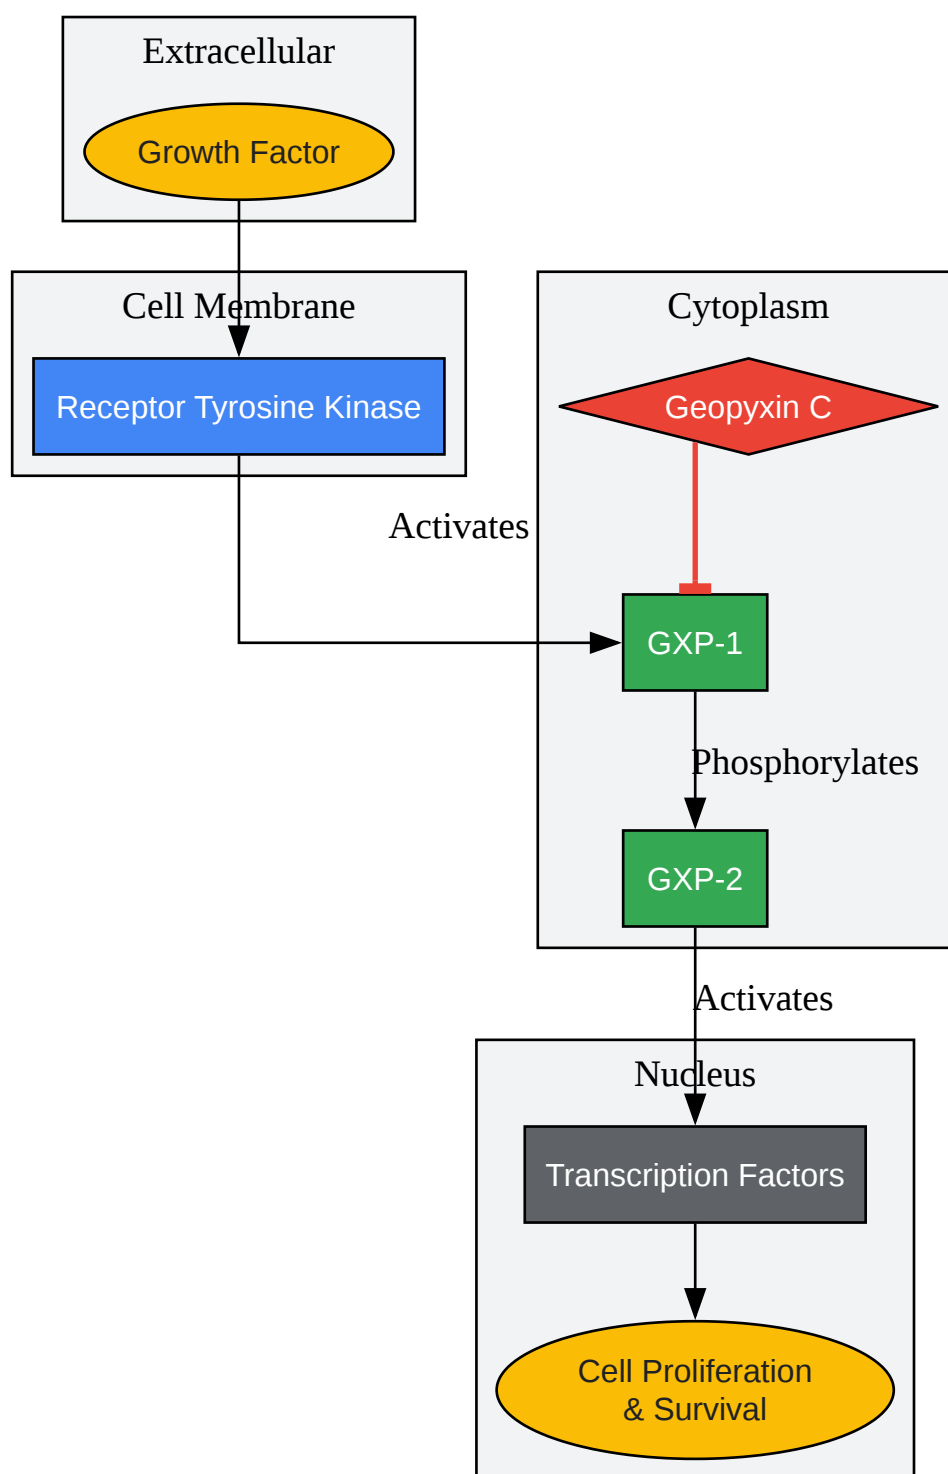 Extracellular
Growth Factor
Cell Membrane
Receptor Tyrosine Kinase
Cytoplasm
Geopyxin C
Activates
GXP-1
Phosphorylates
GXP-2
Activates
Nucleus
Transcription Factors
Cell Proliferation
& Survival